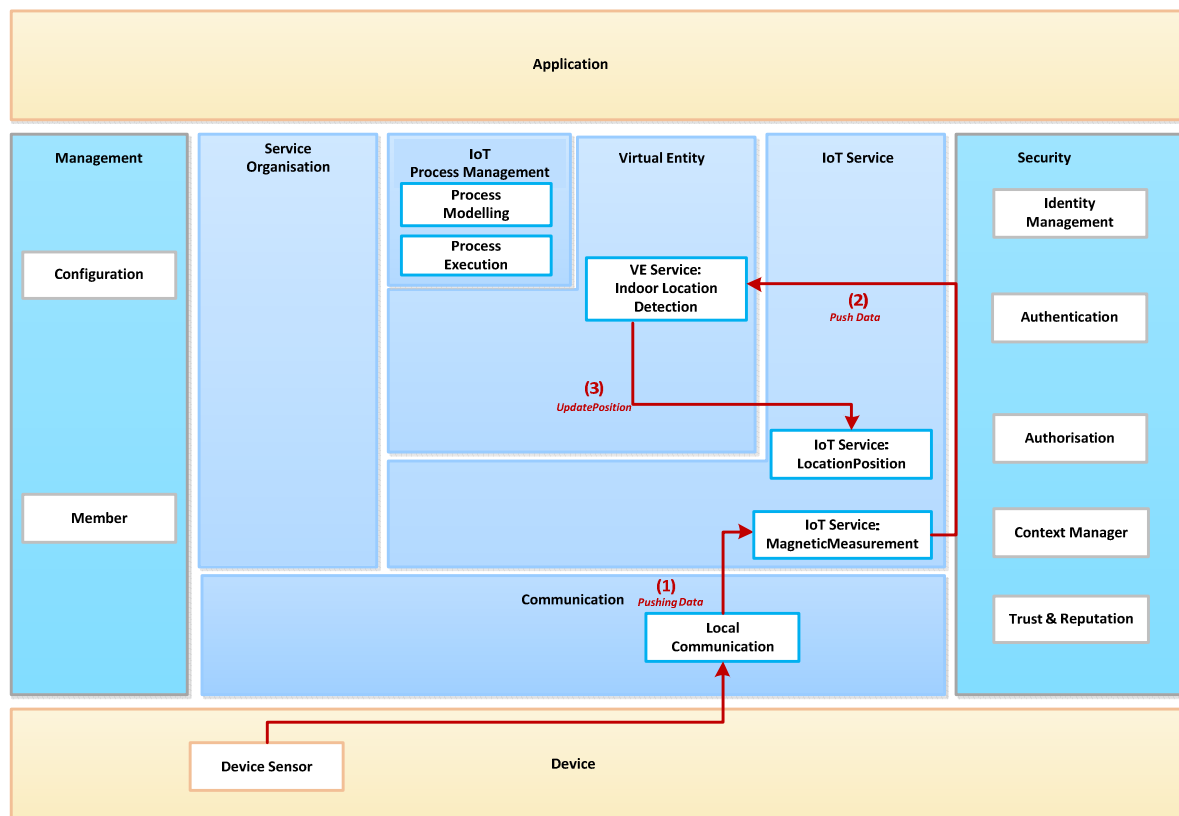 Application
Management
Configuration
Member
Service
Organisation
IoT
Process Management
Process
Modelling
Process
Execution
Virtual Entity
VE Service:
Indoor Location
Detection
(3)
UpdatePosition
IoT Service
(2)
Push Data
IoT Service:
LocationPosition
IoT Service:
MagneticMeasurement
Security
Identity
Management
Authentication
Authorisation
Context Manager
Trust & Reputation
Communication
(1)
Pushing Data
Local
Communication
Device Sensor
Device